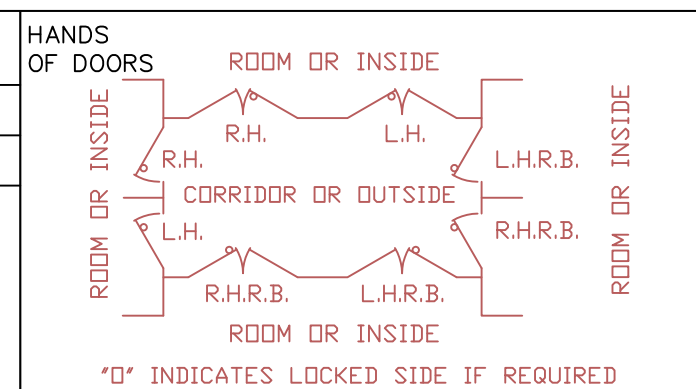 HANDS
OF DOORS
ROOM OR INSIDE
ROOM OR INSIDE
ROOM OR INSIDE
R.H.
L.H.
R.H.
L.H.R.B.
CORRIDOR OR OUTSIDE
L.H.
R.H.R.B.
R.H.R.B.
L.H.R.B.
ROOM OR INSIDE
"O" INDICATES LOCKED SIDE IF REQUIRED